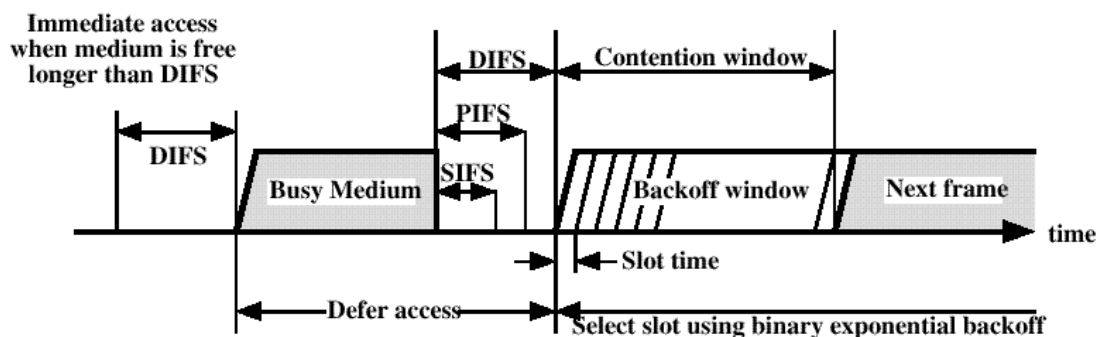 Immediate access
when medium is free
longer than DIFS
DIFS
Contention window
PIFS
DIFS
SIFS
Busy Medium
Backoff window
Next frame
time
Slot time
Defer access
Select slot using binary exponential backoff